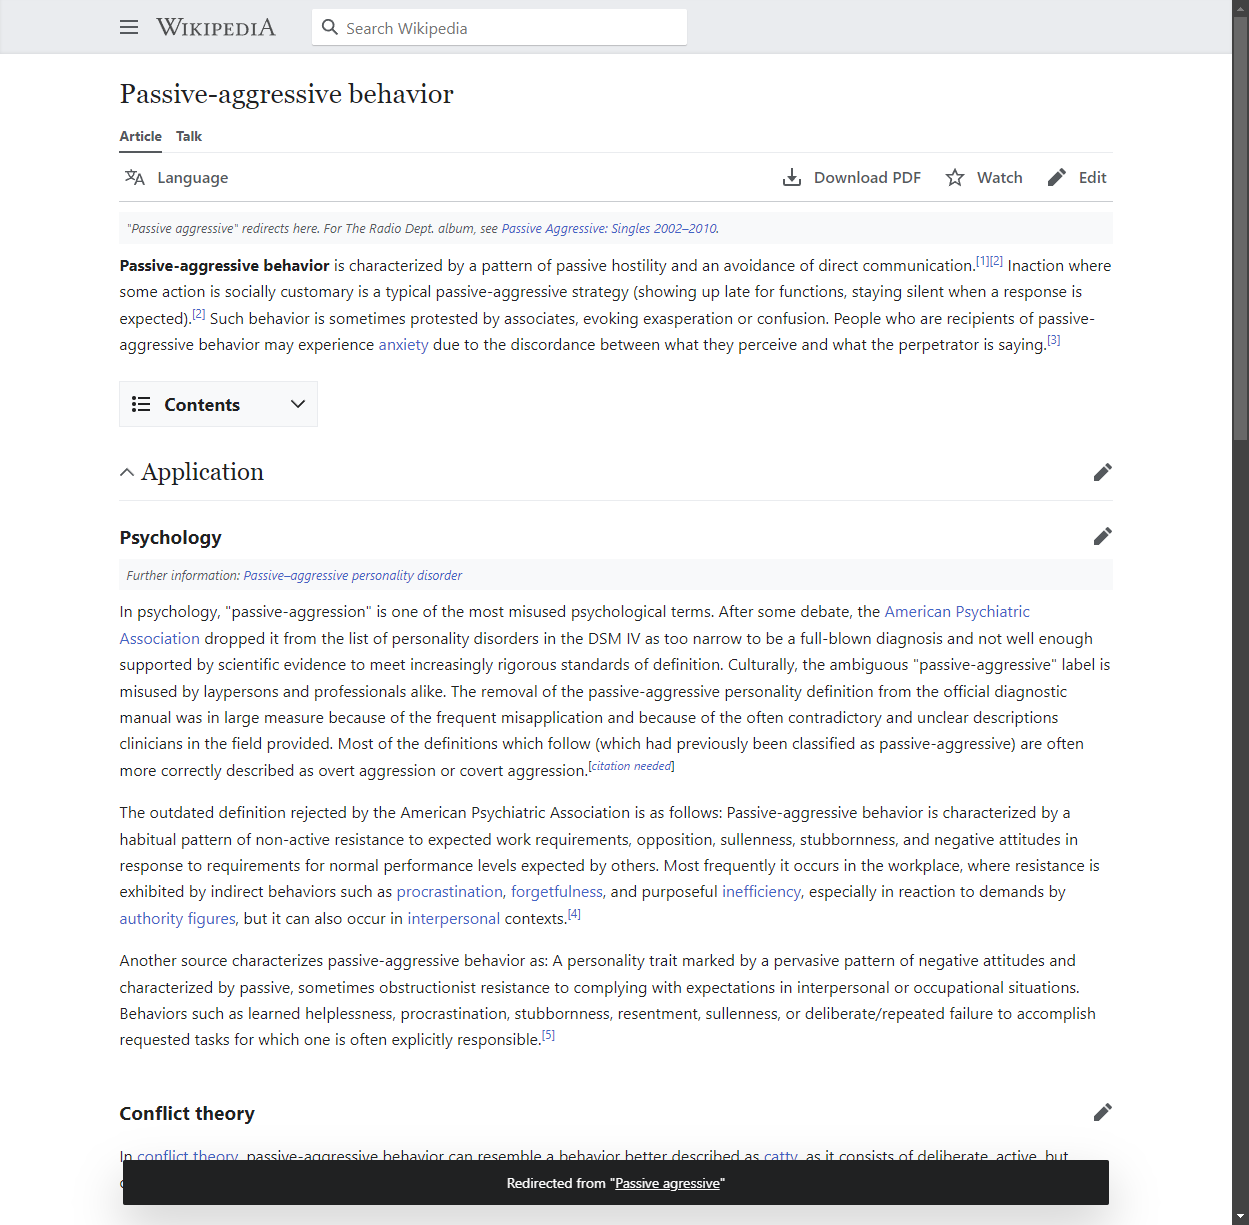 WIKIPEDIA
Search Wikipedia
Passive-aggressive behavior
Article Talk
Language Download PDF Watch Edit
"Passive aggressive" redirects here. For The Radio Dept. album, see Passive Aggressive: Singles 2002–2010.
Passive-aggressive behavior is characterized by a pattern of passive hostility and an avoidance of direct communication.[1][2] Inaction where
some action is socially customary is a typical passive-aggressive strategy (showing up late for functions, staying silent when a response is
expected).[2] Such behavior is sometimes protested by associates, evoking exasperation or confusion. People who are recipients of passive-
aggressive behavior may experience anxiety due to the discordance between what they perceive and what the perpetrator is saying.[3]
Contents
Application
Psychology
Further information: Passive–aggressive personality disorder
In psychology, "passive-aggression" is one of the most misused psychological terms. After some debate, the American Psychiatric
Association dropped it from the list of personality disorders in the DSM IV as too narrow to be a full-blown diagnosis and not well enough
supported by scientific evidence to meet increasingly rigorous standards of definition. Culturally, the ambiguous "passive-aggressive" label is
misused by laypersons and professionals alike. The removal of the passive-aggressive personality definition from the official diagnostic
manual was in large measure because of the frequent misapplication and because of the often contradictory and unclear descriptions
clinicians in the field provided. Most of the definitions which follow (which had previously been classified as passive-aggressive) are often
more correctly described as overt aggression or covert aggression.[citation needed]
The outdated definition rejected by the American Psychiatric Association is as follows: Passive-aggressive behavior is characterized by a
habitual pattern of non-active resistance to expected work requirements, opposition, sullenness, stubbornness, and negative attitudes in
response to requirements for normal performance levels expected by others. Most frequently it occurs in the workplace, where resistance is
exhibited by indirect behaviors such as procrastination, forgetfulness, and purposeful inefficiency, especially in reaction to demands by
authority figures, but it can also occur in interpersonal contexts.[4]
Another source characterizes passive-aggressive behavior as: A personality trait marked by a pervasive pattern of negative attitudes and
characterized by passive, sometimes obstructionist resistance to complying with expectations in interpersonal or occupational situations.
Behaviors such as learned helplessness, procrastination, stubbornness, resentment, sullenness, or deliberate/repeated failure to accomplish
requested tasks for which one is often explicitly responsible.[5]
Conflict theory
In conflict theory, passive-aggressive behavior can resemble a behavior better described as catty, as it consists of deliberate, active, but
Redirected from "Passive agressive"